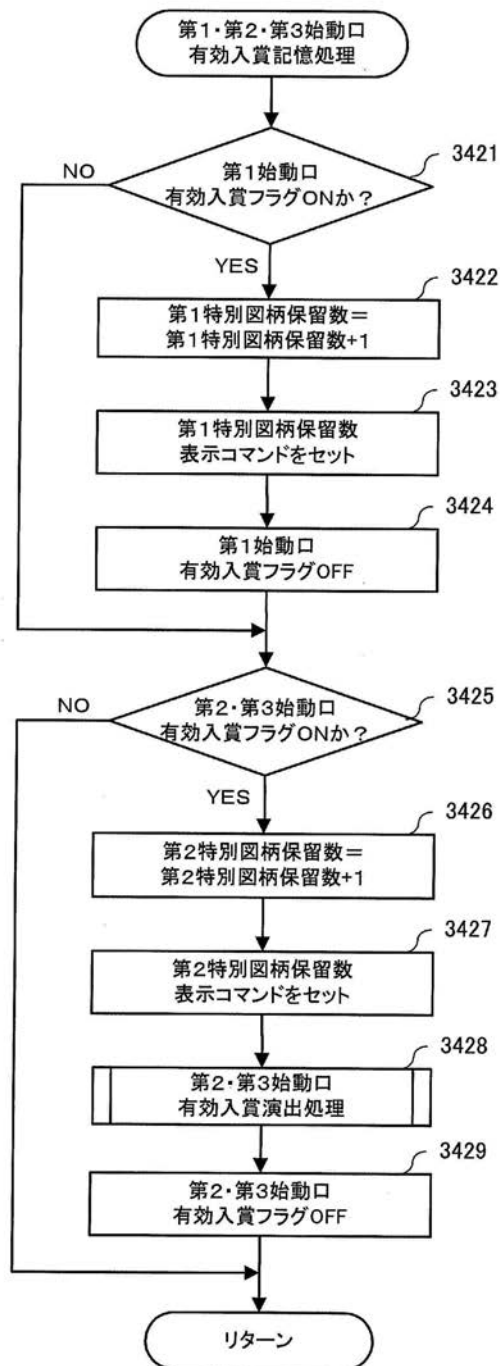 第1・第2・第3始動口
有効入賞記憶処理
3421
NO
第1始動口
有効入賞フラグONか？
YES
3422
第1特別図柄保留数＝
第1特別図柄保留数+1
3423
第1特別図柄保留数
表示コマンドをセット
3424
第1始動口
有効入賞フラグOFF
3425
NO
第2・第3始動口
有効入賞フラグONか？
YES
3426
第2特別図柄保留数＝
第2特別図柄保留数+1
3427
第2特別図柄保留数
表示コマンドをセット
3428
第2・第3始動口
有効入賞演出処理
3429
第2・第3始動口
有効入賞フラグOFF
リターン